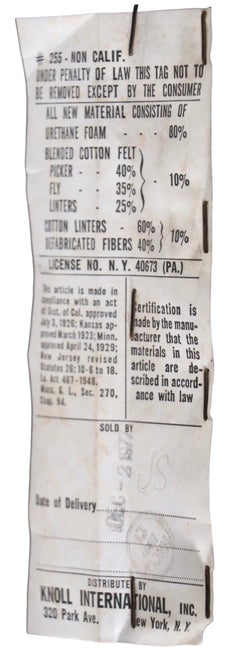 # 255 - NON CALIF.
UNDER PENALTY OF LAW THIS TAG NOT TO
BE REMOVED EXCEPT BY THE CONSUMER
ALL NEW MATERIAL CONSISTING OF
URETHANE FOAM - - - 80%
BLENDED COTTON FELT
PICKER - - 40%
FLY - 35%
LINTERS - 25%
- 10%
COTTON LINTERS - 60%
DEFABRICATED FIBERS 40%
10%
LICENSE NO. N.Y. 40673 (PA.)
This article is made in
compliance with an act
of Dist. of Col. approved
July 3, 1926; Kansas ap-
proved March 1923; Minn.
approved April 24, 1929;
New Jersey revised
Statutes 26: 10-6 to 18.
La. Act 467-1948.
Mass. G. L., Sec. 270,
Chap. 94.
Certification is
made by the manu-
facturer that the
materials in this
article are de-
scribed in accord-
ance with law
SOLD BY
JS
Date of Delivery
DISTRIBUTED BY
KNOLL INTERNATIONAL, INC.
320 Park Ave. New York, N.Y.